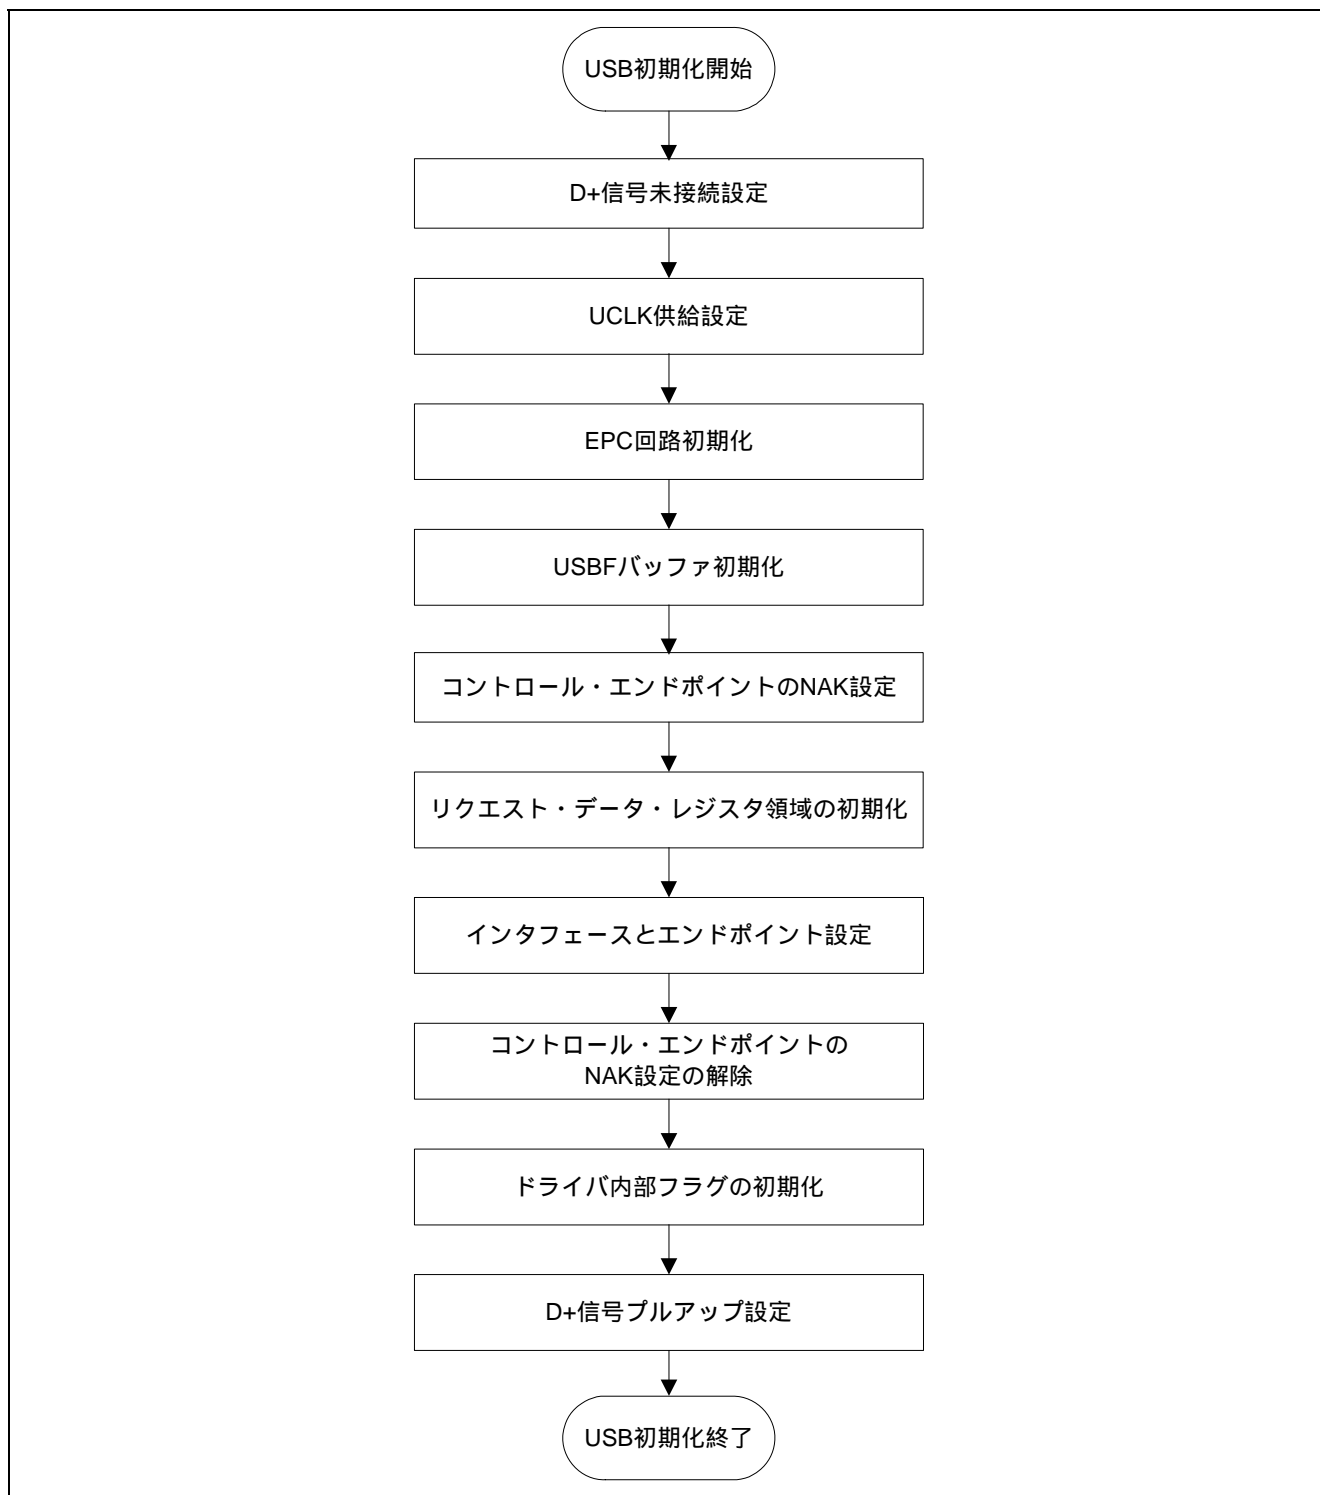 USB初期化開始
D+信号未接続設定
UCLK供給設定
EPC回路初期化
USBFバッファ初期化
コントロール・エンドポイントのNAK設定
リクエスト・データ・レジスタ領域の初期化
インタフェースとエンドポイント設定
コントロール・エンドポイントの
NAK設定の解除
ドライバ内部フラグの初期化
D+信号プルアップ設定
USB初期化終了